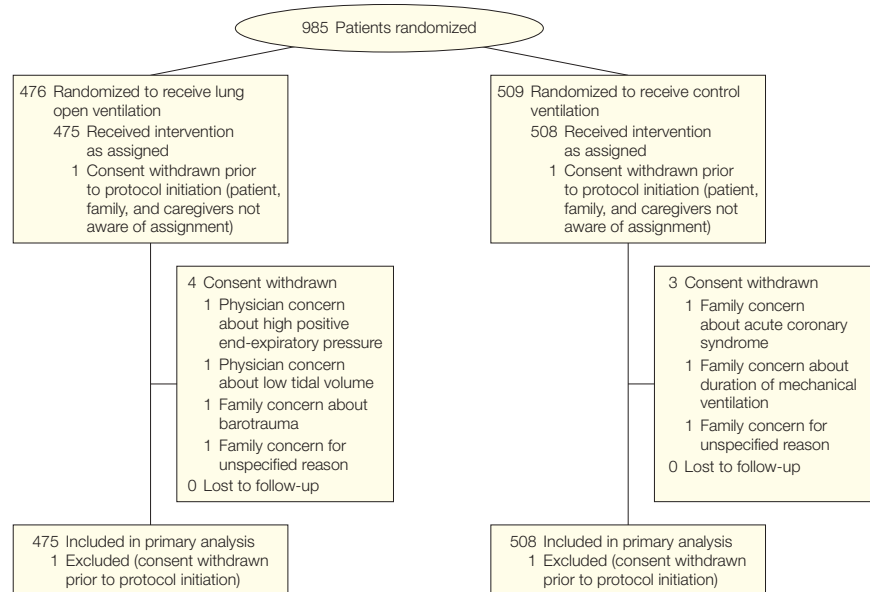 985 Patients randomized
476 Randomized to receive lung
open ventilation
475 Received intervention
as assigned
1 Consent withdrawn prior
to protocol initiation (patient,
family, and caregivers not
aware of assignment)
509 Randomized to receive control
ventilation
508 Received intervention
as assigned
1 Consent withdrawn prior
to protocol initiation (patient,
family, and caregivers not
aware of assignment)
4 Consent withdrawn
1 Physician concern
about high positive
end-expiratory pressure
1 Physician concern
about low tidal volume
1 Family concern about
barotrauma
1 Family concern for
unspecified reason
0 Lost to follow-up
3 Consent withdrawn
1 Family concern
about acute coronary
syndrome
1 Family concern about
duration of mechanical
ventilation
1 Family concern for
unspecified reason
0 Lost to follow-up
475 Included in primary analysis
1 Excluded (consent withdrawn
prior to protocol initiation)
508 Included in primary analysis
1 Excluded (consent withdrawn
prior to protocol initiation)